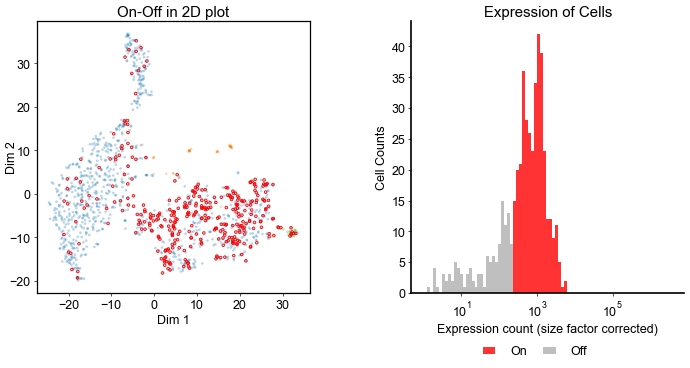 On-Off in 2D plot
Dim 2
30
20
10
0
−10
−20
−20 −10 0 10 20 30
Dim 1
Expression of Cells
Cell Counts
40
35
30
25
20
15
10
5
0
10^1 10^3 10^5
Expression count (size factor corrected)
On Off